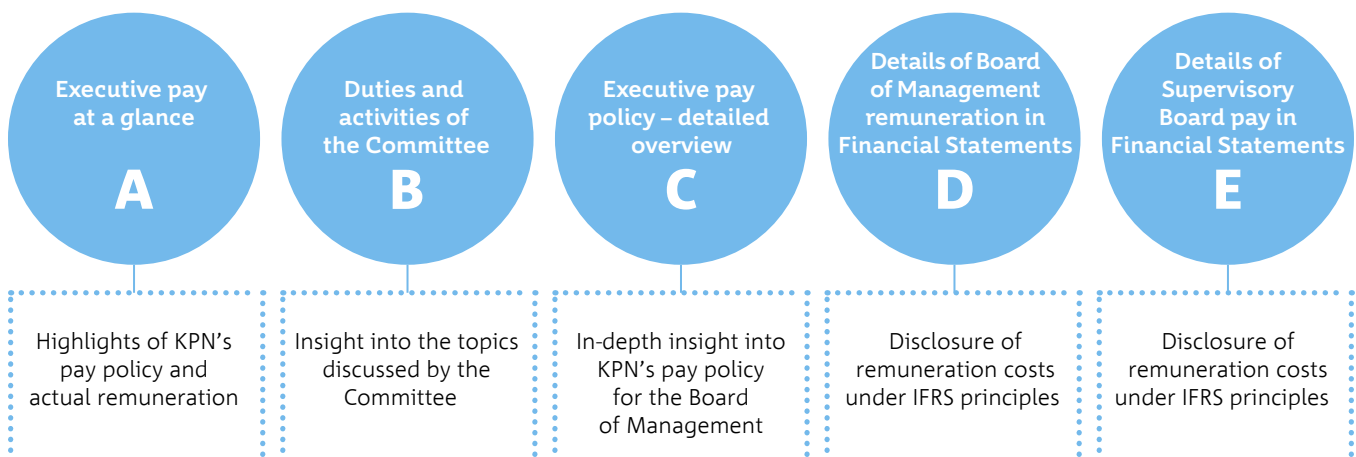 Executive pay
at a glance
A
Duties and
activities of
the Committee
B
Executive pay
policy – detailed
overview
C
Details of Board
of Management
remuneration in
Financial Statements
D
Details of
Supervisory
Board pay in
Financial Statements
E
Highlights of KPN's
pay policy and
actual remuneration
Insight into the topics
discussed by the
Committee
In-depth insight into
KPN's pay policy
for the Board
of Management
Disclosure of
remuneration costs
under IFRS principles
Disclosure of
remuneration costs
under IFRS principles